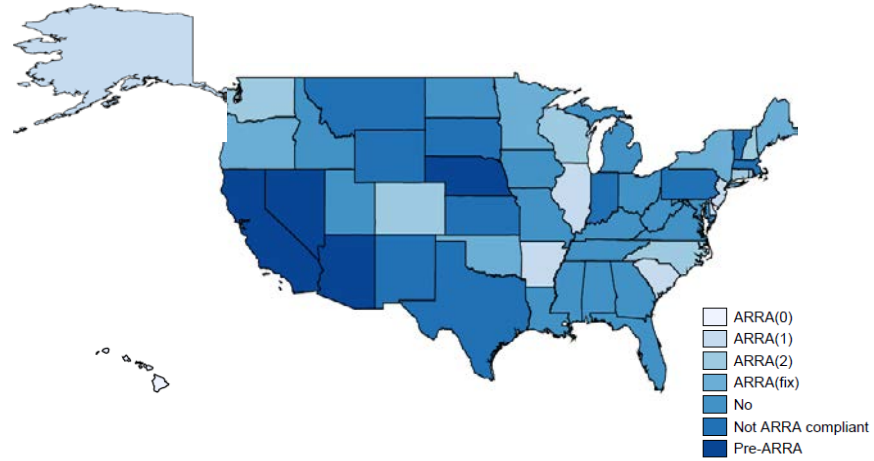 ARRA(0)
ARRA(1)
ARRA(2)
ARRA(fix)
No
Not ARRA compliant
Pre-ARRA